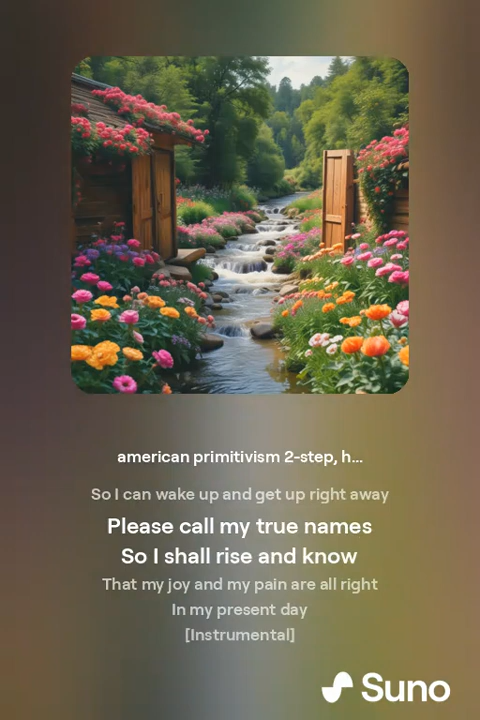 american primitivism 2-step, h...
So I can wake up and get up right away
Please call my true names
So I shall rise and know
That my joy and my pain are all right
In my present day
[Instrumental]
Suno